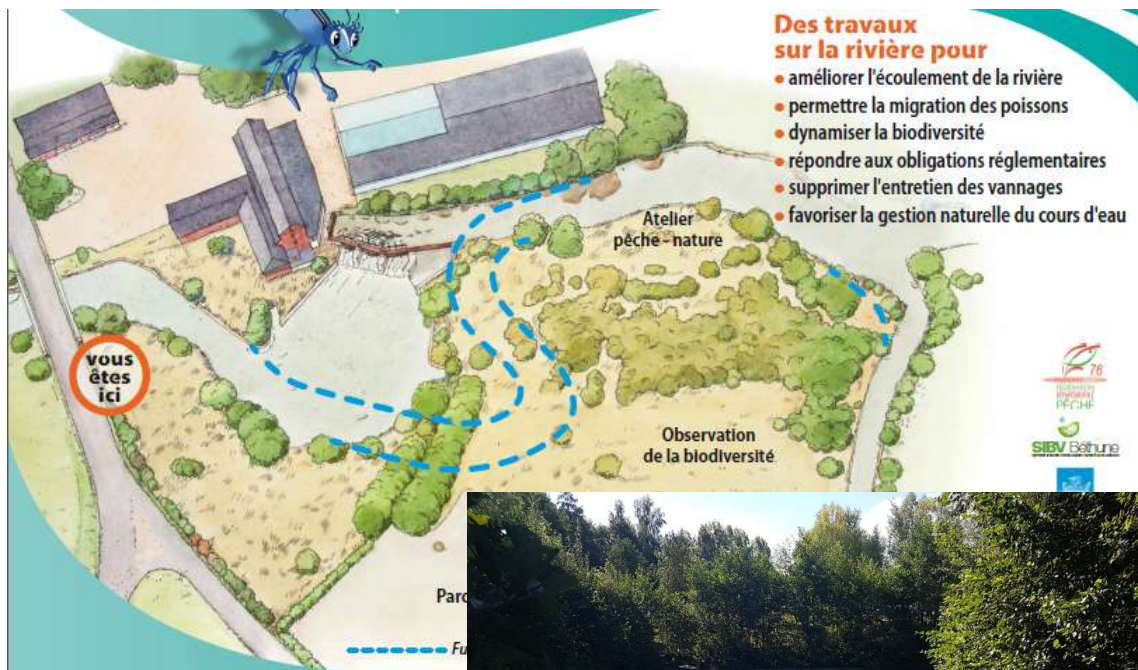 Des travaux
sur la rivière pour
• améliorer l'écoulement de la rivière
• permettre la migration des poissons
• dynamiser la biodiversité
• répondre aux obligations réglementaires
• supprimer l'entretien des vannages
• favoriser la gestion naturelle du cours d'eau
Atelier
pêche - nature
vous
êtes
ici
Observation
de la biodiversité
76
PÊCHE
SIBV Béthune
Parc
Fu